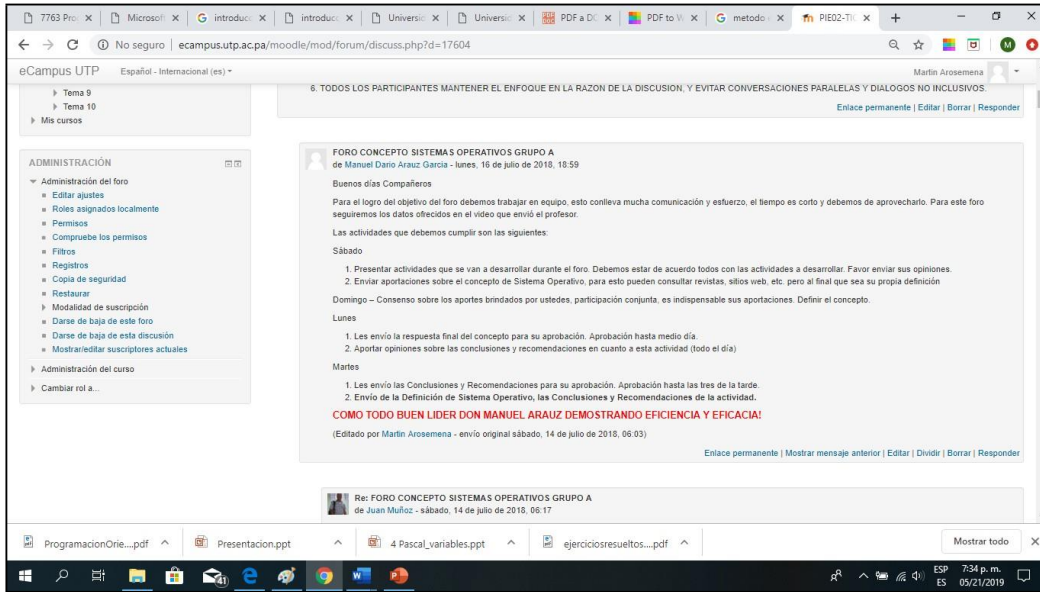 7763 Pro
Microsof
introduc
introduc
Universi
Universi
PDF a DO
PDF to W
metodo
PIE02-TI
No seguro | ecampus.utp.ac.pa/moodle/mod/forum/discuss.php?d=17604
M
eCampus UTP
Español - Internacional (es)
Martin Arosemena
Tema 9
Tema 10
Mis cursos
6. TODOS LOS PARTICIPANTES MANTENER EL ENFOQUE EN LA RAZON DE LA DISCUSION, Y EVITAR CONVERSACIONES PARALELAS Y DIALOGOS NO INCLUSIVOS.
Enlace permanente | Editar | Borrar | Responder
ADMINISTRACIÓN
Administración del foro
Editar ajustes
Roles asignados localmente
Permisos
Compruebe los permisos
Filtros
Registros
Copia de seguridad
Restaurar
Modalidad de suscripción
Darse de baja de este foro
Darse de baja de esta discusión
Mostrar/editar suscriptores actuales
Administración del curso
Cambiar rol a...
FORO CONCEPTO SISTEMAS OPERATIVOS GRUPO A
de Manuel Dario Arauz Garcia - lunes, 16 de julio de 2018, 18:59
Buenos días Compañeros
Para el logro del objetivo del foro debemos trabajar en equipo, esto conlleva mucha comunicación y esfuerzo, el tiempo es corto y debemos de aprovecharlo. Para este foro
seguiremos los datos ofrecidos en el video que envió el profesor.
Las actividades que debemos cumplir son las siguientes:
Sábado
1. Presentar actividades que se van a desarrollar durante el foro. Debemos estar de acuerdo todos con las actividades a desarrollar. Favor enviar sus opiniones.
2. Enviar aportaciones sobre el concepto de Sistema Operativo, para esto pueden consultar revistas, sitios web, etc. pero al final que sea su propia definición
Domingo – Consenso sobre los aportes brindados por ustedes, participación conjunta, es indispensable sus aportaciones. Definir el concepto.
Lunes
1. Les envío la respuesta final del concepto para su aprobación. Aprobación hasta medio día.
2. Aportar opiniones sobre las conclusiones y recomendaciones en cuanto a esta actividad (todo el día)
Martes
1. Les envío las Conclusiones y Recomendaciones para su aprobación. Aprobación hasta las tres de la tarde.
2. Envío de la Definición de Sistema Operativo, las Conclusiones y Recomendaciones de la actividad.
COMO TODO BUEN LIDER DON MANUEL ARAUZ DEMOSTRANDO EFICIENCIA Y EFICACIA!
(Editado por Martin Arosemena - envío original sábado, 14 de julio de 2018, 06:03)
Enlace permanente | Mostrar mensaje anterior | Editar | Dividir | Borrar | Responder
Re: FORO CONCEPTO SISTEMAS OPERATIVOS GRUPO A
de Juan Muñoz - sábado, 14 de julio de 2018, 06:17
ProgramacionOrie....pdf
Presentacion.ppt
4 Pascal_variables.ppt
ejerciciosresueltos....pdf
Mostrar todo
41
ESP
ES
7:34 p. m.
05/21/2019